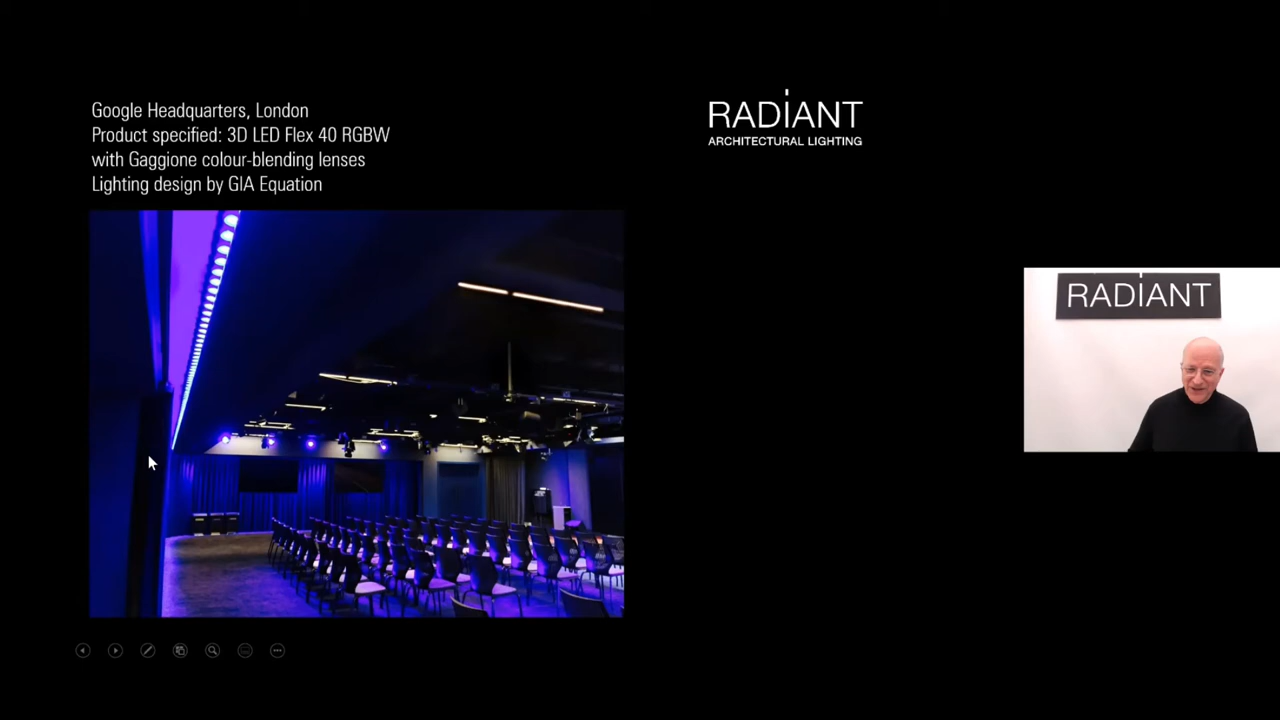 Google Headquarters, London
Product specified: 3D LED Flex 40 RGBW
with Gaggione colour-blending lenses
Lighting design by GIA Equation
RADIANT
ARCHITECTURAL LIGHTING
RADIANT